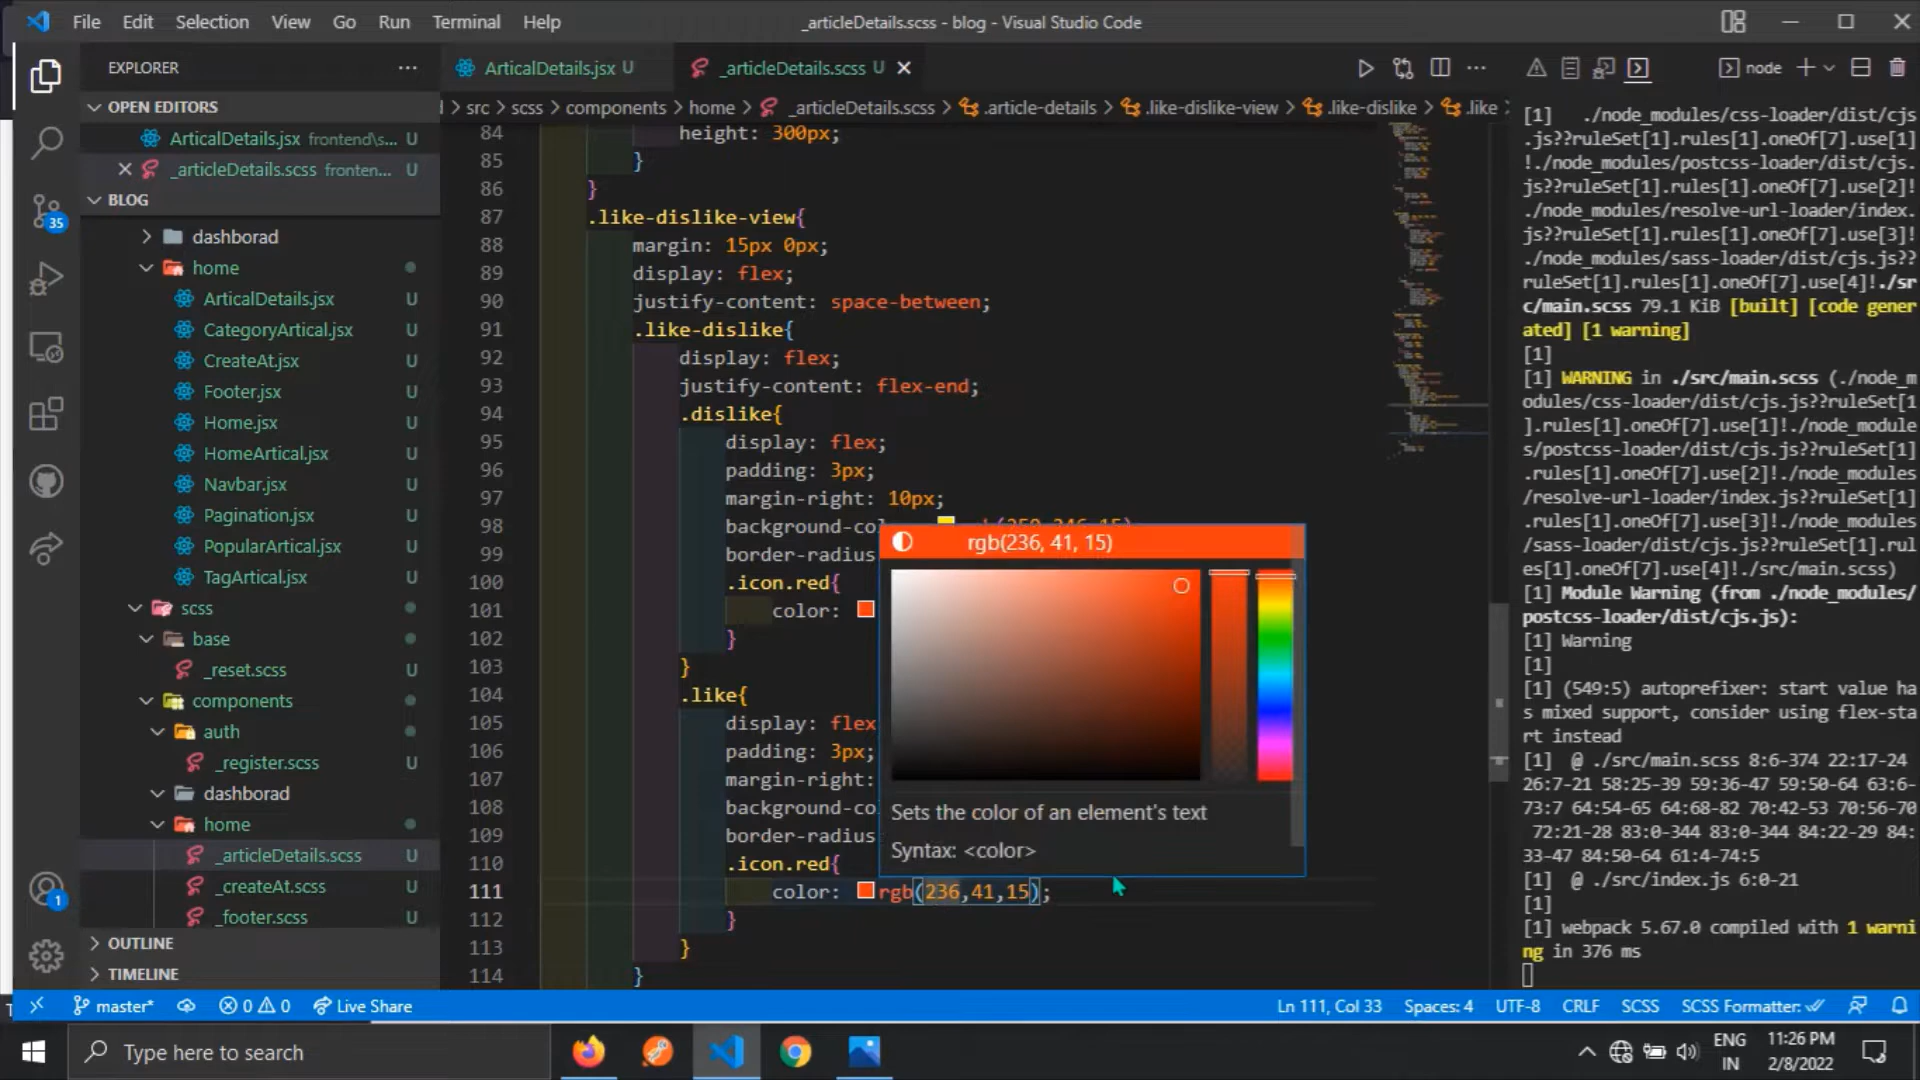 File Edit Selection View Go Run Terminal Help
_articleDetails.scss - blog - Visual Studio Code
EXPLORER
OPEN EDITORS
ArticalDetails.jsx frontend\s... U
_articleDetails.scss fronten... U
BLOG
dashborad
home
ArticalDetails.jsx U
CategoryArtical.jsx U
CreateAt.jsx U
Footer.jsx U
Home.jsx U
HomeArtical.jsx U
Navbar.jsx U
Pagination.jsx U
PopularArtical.jsx U
TagArtical.jsx U
scss
base
_reset.scss U
components
auth
_register.scss U
dashborad
home
_articleDetails.scss U
_createAt.scss U
_footer.scss U
OUTLINE
TIMELINE
35
1
ArticalDetails.jsx U
_articleDetails.scss U
> src > scss > components > home > _articleDetails.scss > .article-details > .like-dislike-view > .like-dislike > .like
84 height: 300px;
85 }
86 }
87 .like-dislike-view{
88 margin: 15px 0px;
89 display: flex;
90 justify-content: space-between;
91 .like-dislike{
92 display: flex;
93 justify-content: flex-end;
94 .dislike{
95 display: flex;
96 padding: 3px;
97 margin-right: 10px;
98 background-co
99 border-radius
100 .icon.red{
101 color:
102 }
103 }
104 .like{
105 display: flex
106 padding: 3px;
107 margin-right:
108 background-co
109 border-radius
110 .icon.red{
111 color: rgb(236,41,15);
112 }
113 }
114 }
rgb(236, 41, 15)
Sets the color of an element's text
Syntax: <color>
node
[1] ./node_modules/css-loader/dist/cjs
.js??ruleSet[1].rules[1].oneOf[7].use[1]
!./node_modules/postcss-loader/dist/cjs.
js??ruleSet[1].rules[1].oneOf[7].use[2]!
./node_modules/resolve-url-loader/index.
js??ruleSet[1].rules[1].oneOf[7].use[3]!
./node_modules/sass-loader/dist/cjs.js??
ruleSet[1].rules[1].oneOf[7].use[4]!./sr
c/main.scss 79.1 KiB [built] [code gener
ated] [1 warning]
[1]
[1] WARNING in ./src/main.scss (./node_m
odules/css-loader/dist/cjs.js??ruleSet[1
].rules[1].oneOf[7].use[1]!./node_module
s/postcss-loader/dist/cjs.js??ruleSet[1]
.rules[1].oneOf[7].use[2]!./node_modules
/resolve-url-loader/index.js??ruleSet[1]
.rules[1].oneOf[7].use[3]!./node_modules
/sass-loader/dist/cjs.js??ruleSet[1].rul
es[1].oneOf[7].use[4]!./src/main.scss)
[1] Module Warning (from ./node_modules/
postcss-loader/dist/cjs.js):
[1] Warning
[1]
[1] (549:5) autoprefixer: start value ha
s mixed support, consider using flex-sta
rt instead
[1] @ ./src/main.scss 8:6-374 22:17-24
26:7-21 58:25-39 59:36-47 59:50-64 63:6-
73:7 64:54-65 64:68-82 70:42-53 70:56-70
72:21-28 83:0-344 83:0-344 84:22-29 84:
33-47 84:50-64 61:4-74:5
[1] @ ./src/index.js 6:0-21
[1]
[1] webpack 5.67.0 compiled with 1 warni
ng in 376 ms
master* 0 0 Live Share
Ln 111, Col 33 Spaces: 4 UTF-8 CRLF SCSS SCSS Formatter:
Type here to search
ENG
IN
11:26 PM
2/8/2022